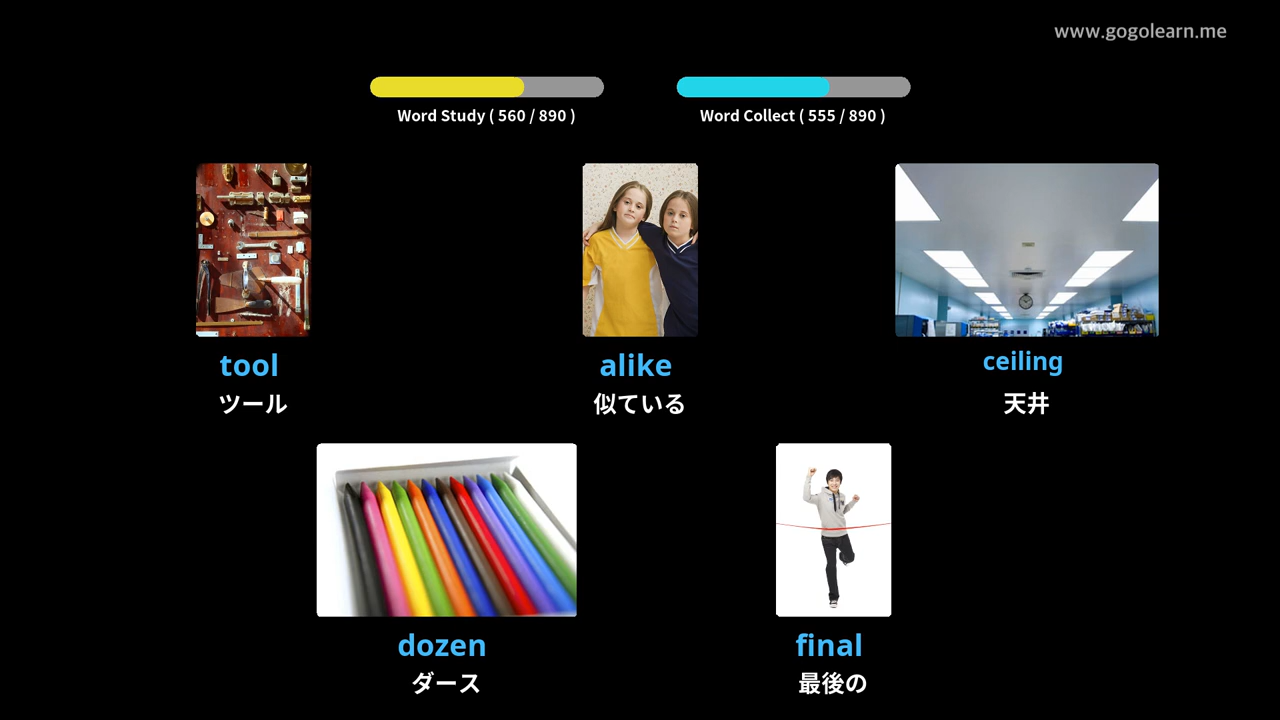 www.gogolearn.me
Word Study ( 560 / 890 )
Word Collect ( 555 / 890 )
tool
alike
ceiling
ツール
似ている
天井
dozen
final
ダース
最後の